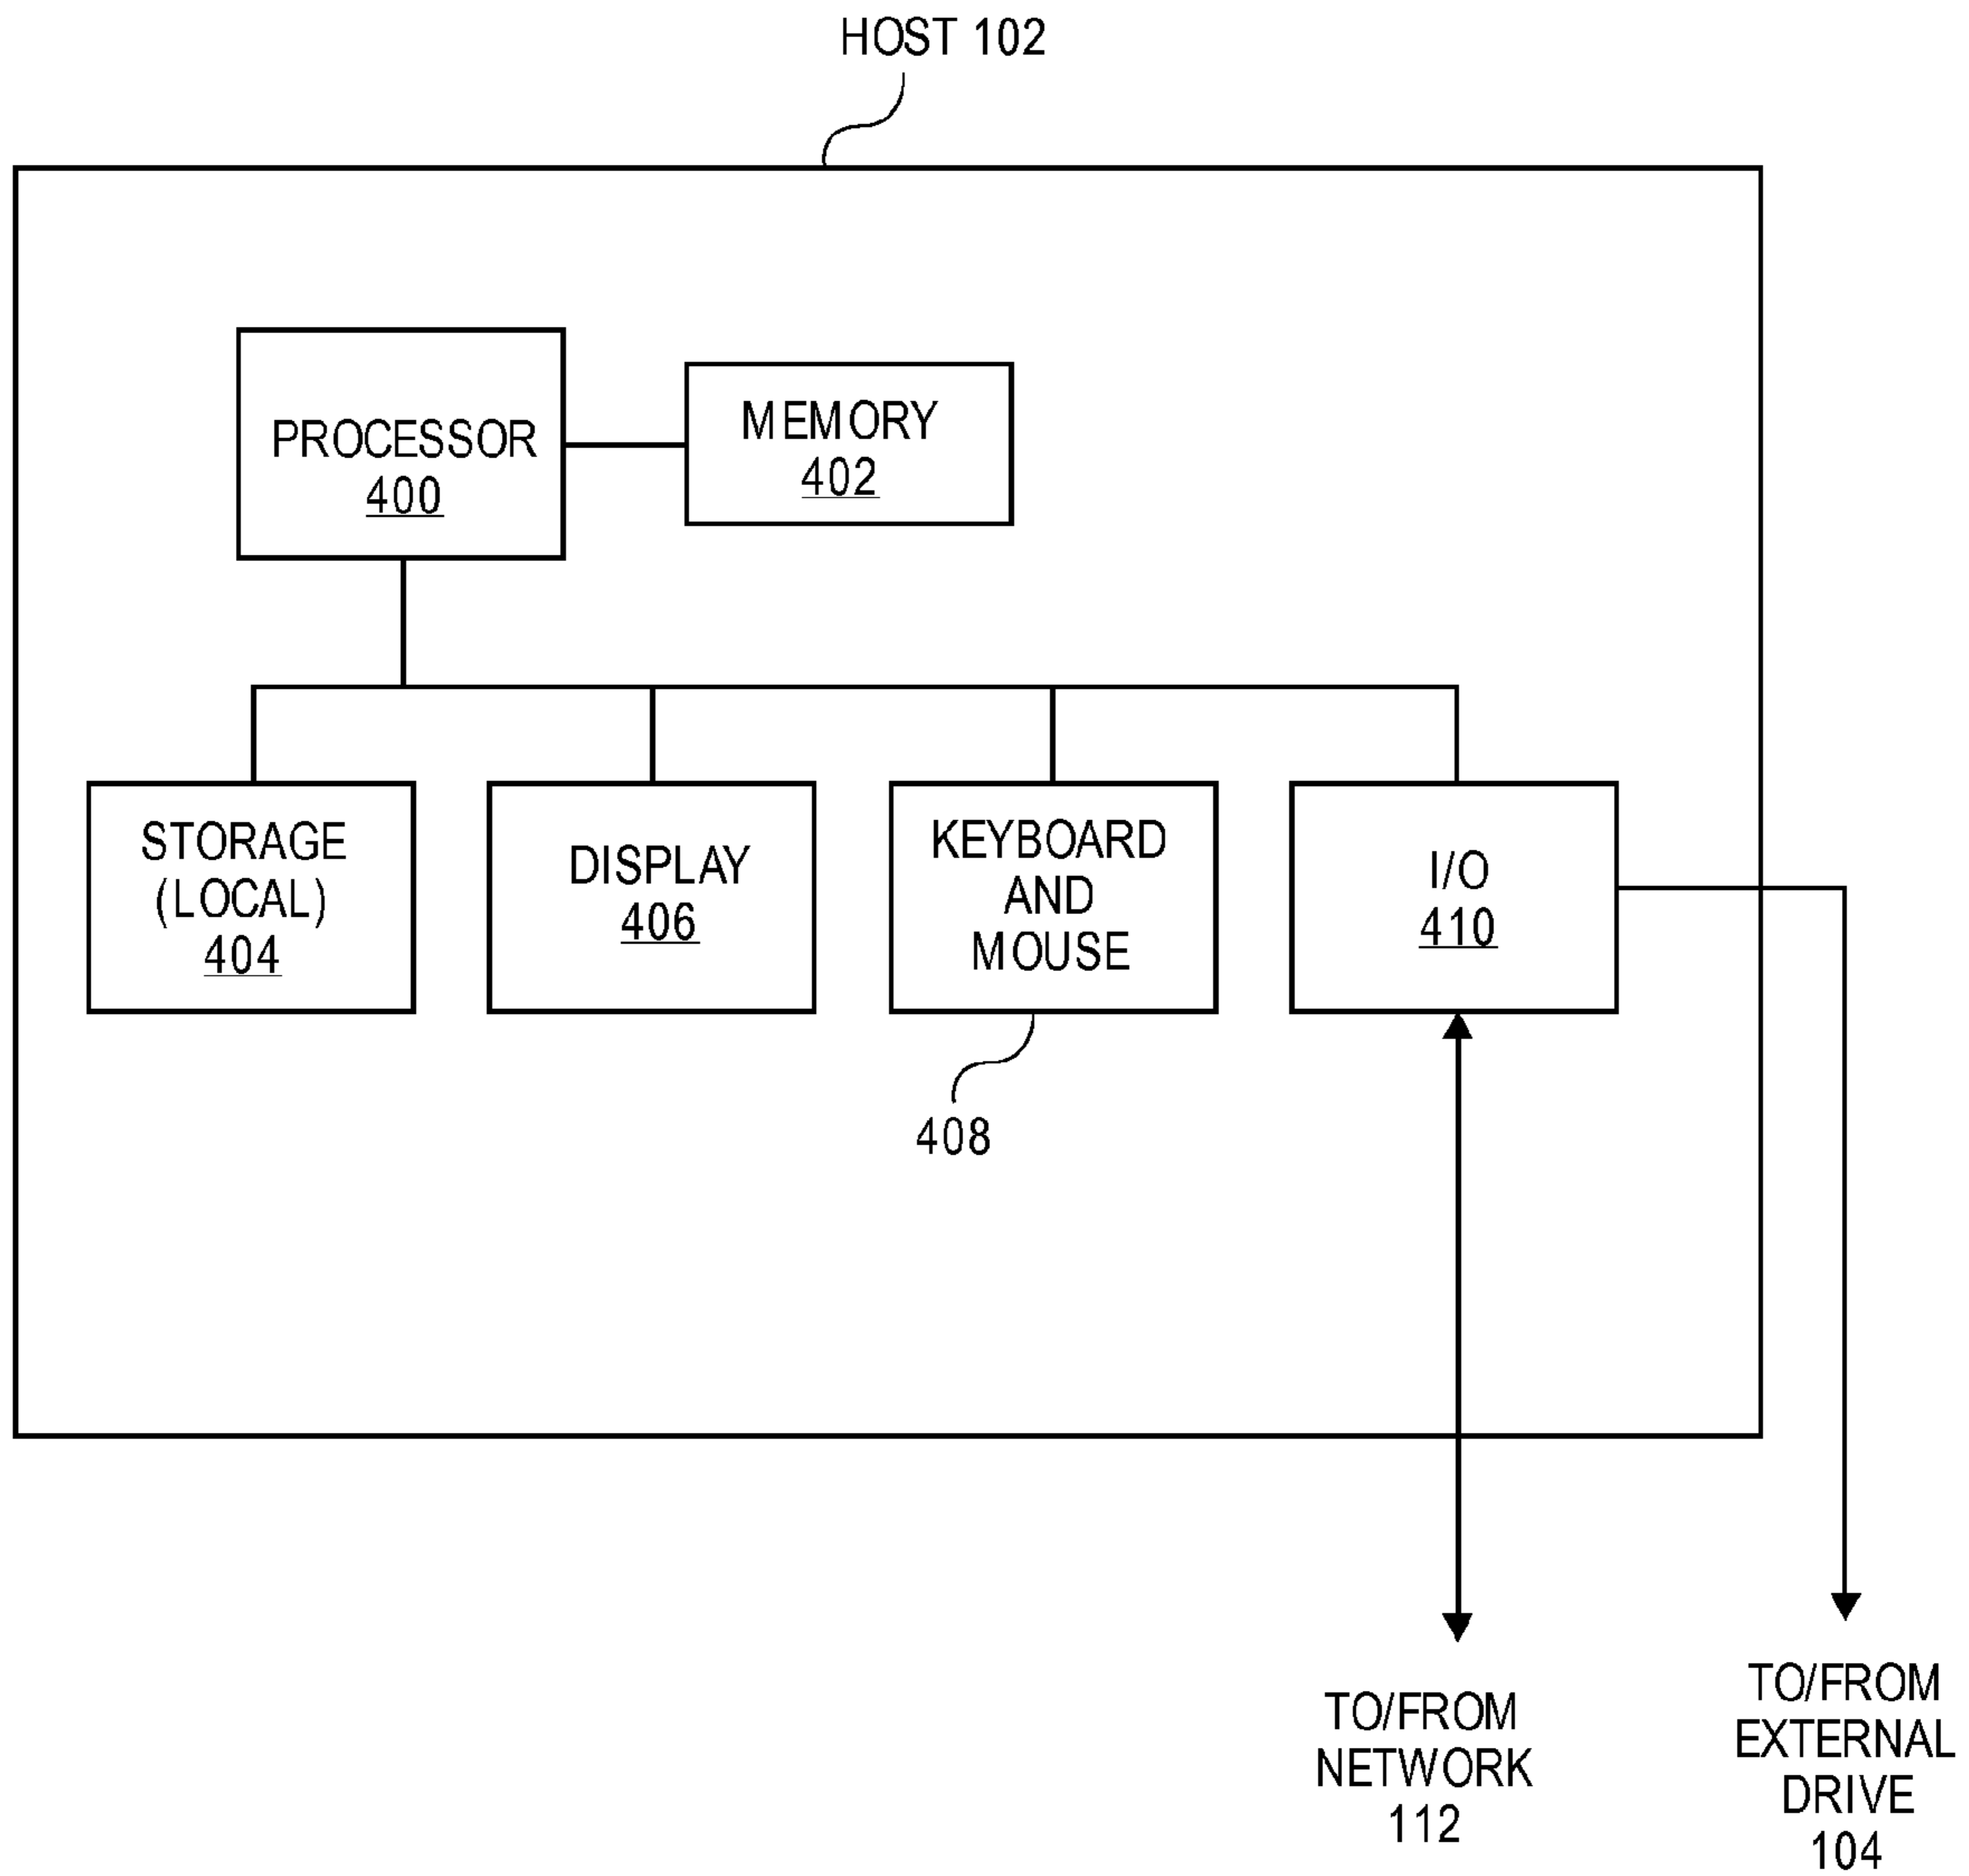 HOST 102
PROCESSOR
400
MEMORY
402
STORAGE
(LOCAL)
404
DISPLAY
406
KEYBOARD
AND
MOUSE
408
I/O
410
TO/FROM
NETWORK
112
TO/FROM
EXTERNAL
DRIVE
104